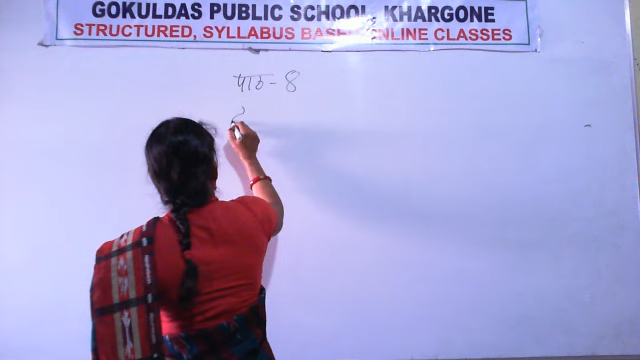 GOKULDAS PUBLIC SCHOOL, KHARGONE
STRUCTURED, SYLLABUS BASED ONLINE CLASSES
पाठ-8